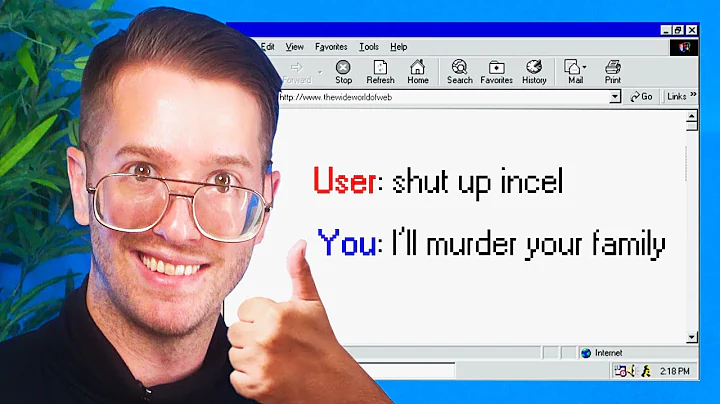 Edit View Favorites Tools Help
Forward Stop Refresh Home Search Favorites History Mail Print
http://www.thewideworldofweb Go Links »
User: shut up incel
You: I'll murder your family
Internet
2:18 PM